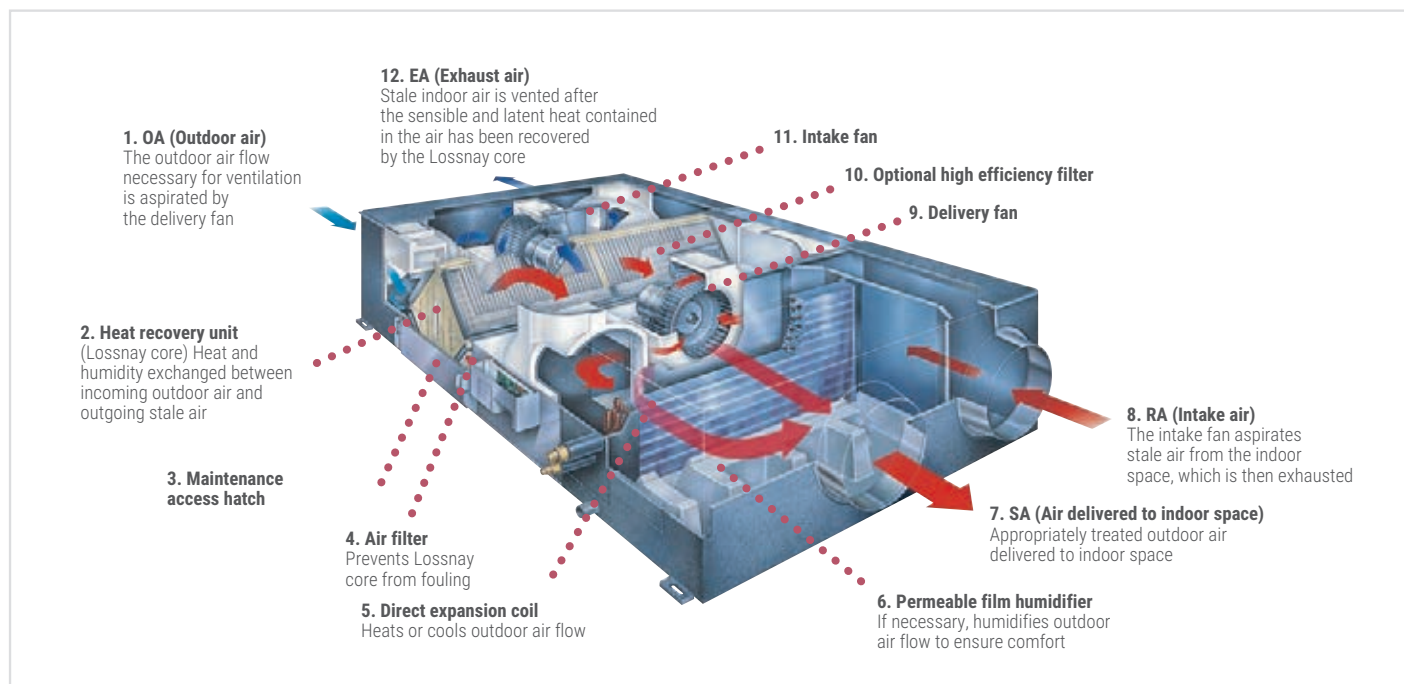 1. OA (Outdoor air)
The outdoor air flow
necessary for ventilation
is aspirated by
the delivery fan
2. Heat recovery unit
(Lossnay core) Heat and
humidity exchanged between
incoming outdoor air and
outgoing stale air
3. Maintenance
access hatch
4. Air filter
Prevents Lossnay
core from fouling
5. Direct expansion coil
Heats or cools outdoor air flow
6. Permeable film humidifier
If necessary, humidifies outdoor
air flow to ensure comfort
7. SA (Air delivered to indoor space)
Appropriately treated outdoor air
delivered to indoor space
8. RA (Intake air)
The intake fan aspirates
stale air from the indoor
space, which is then exhausted
9. Delivery fan
10. Optional high efficiency filter
11. Intake fan
12. EA (Exhaust air)
Stale indoor air is vented after
the sensible and latent heat contained
in the air has been recovered
by the Lossnay core